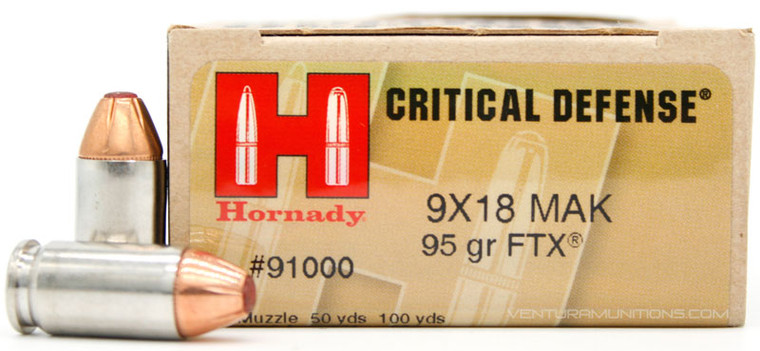 CRITICAL DEFENSE®
Hornady
9X18 MAK
95 gr FTX®
#91000
Muzzle 50 yds 100 yds
VENTURAMUNITIONS.COM